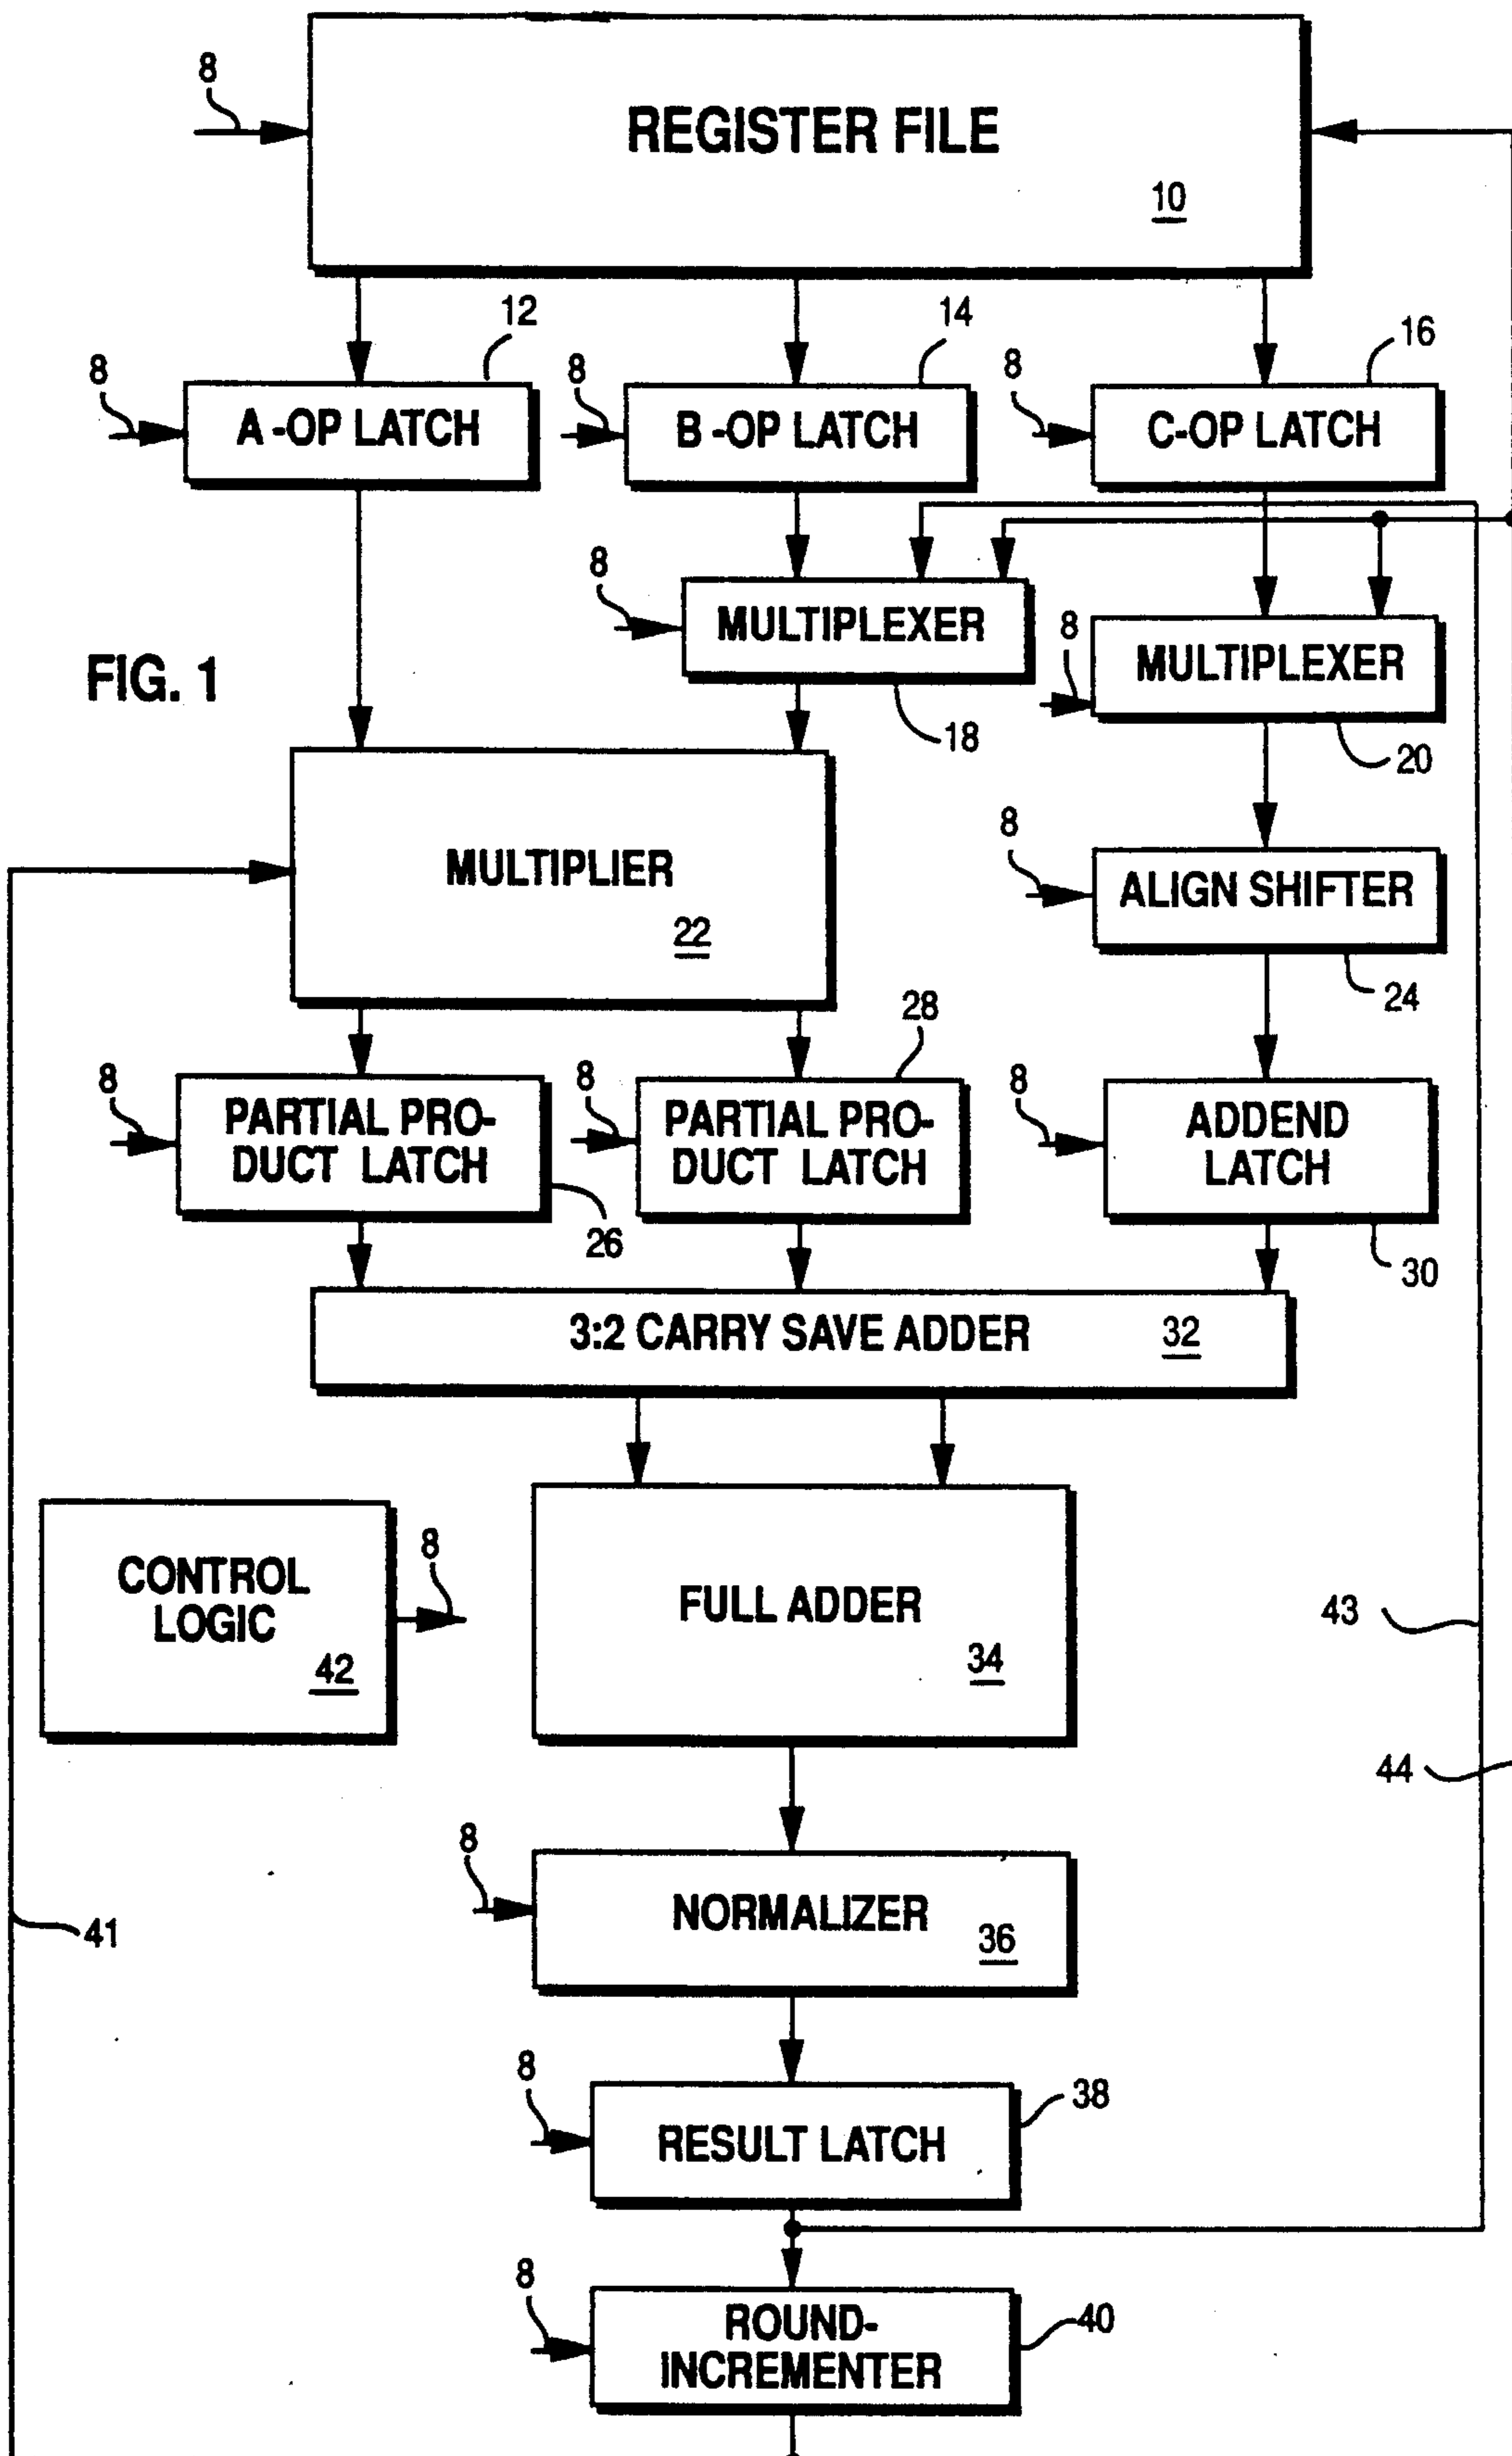 8
REGISTER FILE
10
12
14
16
8
8
8
A-OP LATCH
B-OP LATCH
C-OP LATCH
8
MULTIPLEXER
8
MULTIPLEXER
FIG. 1
18
20
8
MULTIPLIER
ALIGN SHIFTER
22
24
28
8
8
8
PARTIAL PRO-
DUCT LATCH
PARTIAL PRO-
DUCT LATCH
ADDEND
LATCH
26
30
3:2 CARRY SAVE ADDER
32
8
CONTROL
LOGIC
42
FULL ADDER
34
43
44
8
NORMALIZER
36
41
8
RESULT LATCH
38
8
ROUND-
INCREMENTER
40